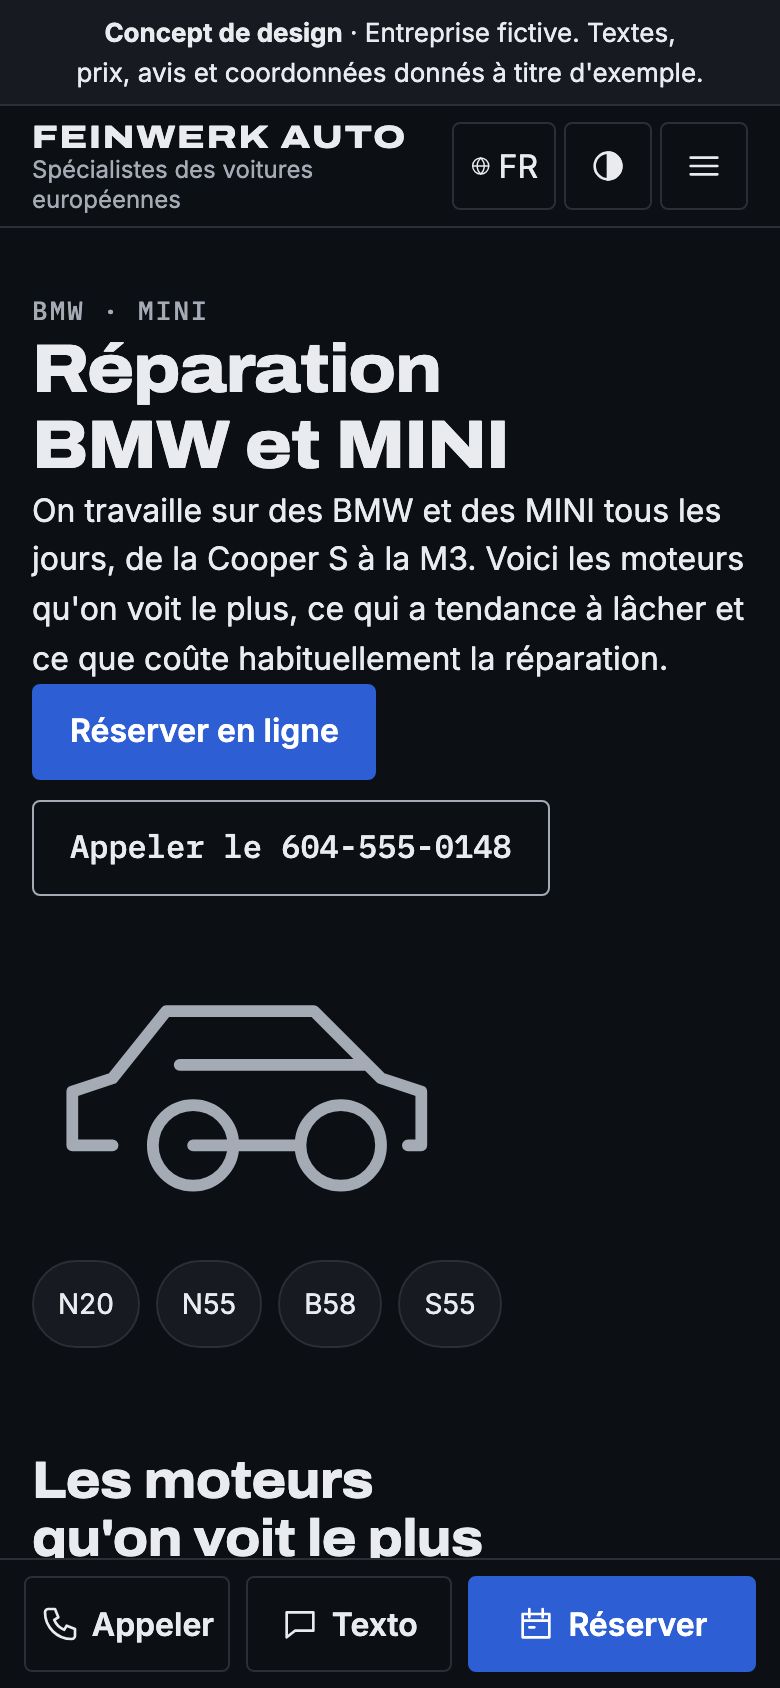 Concept de design · Entreprise fictive. Textes,
prix, avis et coordonnées donnés à titre d'exemple.
FEINWERK AUTO
Spécialistes des voitures
européennes
FR
BMW · MINI
Réparation
BMW et MINI
On travaille sur des BMW et des MINI tous les
jours, de la Cooper S à la M3. Voici les moteurs
qu'on voit le plus, ce qui a tendance à lâcher et
ce que coûte habituellement la réparation.
Réserver en ligne
Appeler le 604-555-0148
N20
N55
B58
S55
Les moteurs
qu'on voit le plus
Appeler
Texto
Réserver